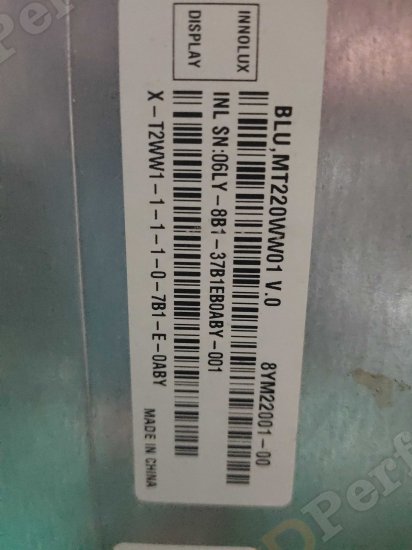 INNOLUX
DISPLAY
BLU,MT220WW01 V.0
8YM22001-00
INL SN:06LY-8B1-37B1EB0ABY-001
X-T2WW1-1-1-1-0-7B1-E-0ABY
MADE IN CHINA